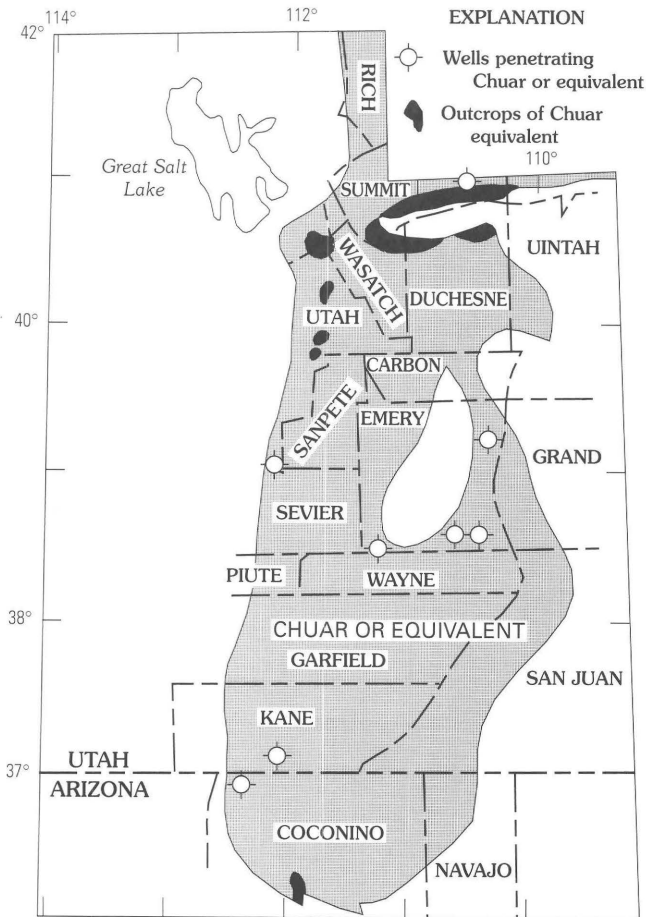 114°
112°
42°
EXPLANATION
Wells penetrating
Chuar or equivalent
Outcrops of Chuar
equivalent
RICH
Great Salt
Lake
110°
SUMMIT
UINTAH
WASATCH
DUCHESNE
40°
UTAH
CARBON
SANPETE
EMERY
GRAND
SEVIER
PIUTE
WAYNE
38°
CHUAR OR EQUIVALENT
GARFIELD
SAN JUAN
KANE
UTAH
37°
ARIZONA
COCONINO
NAVAJO